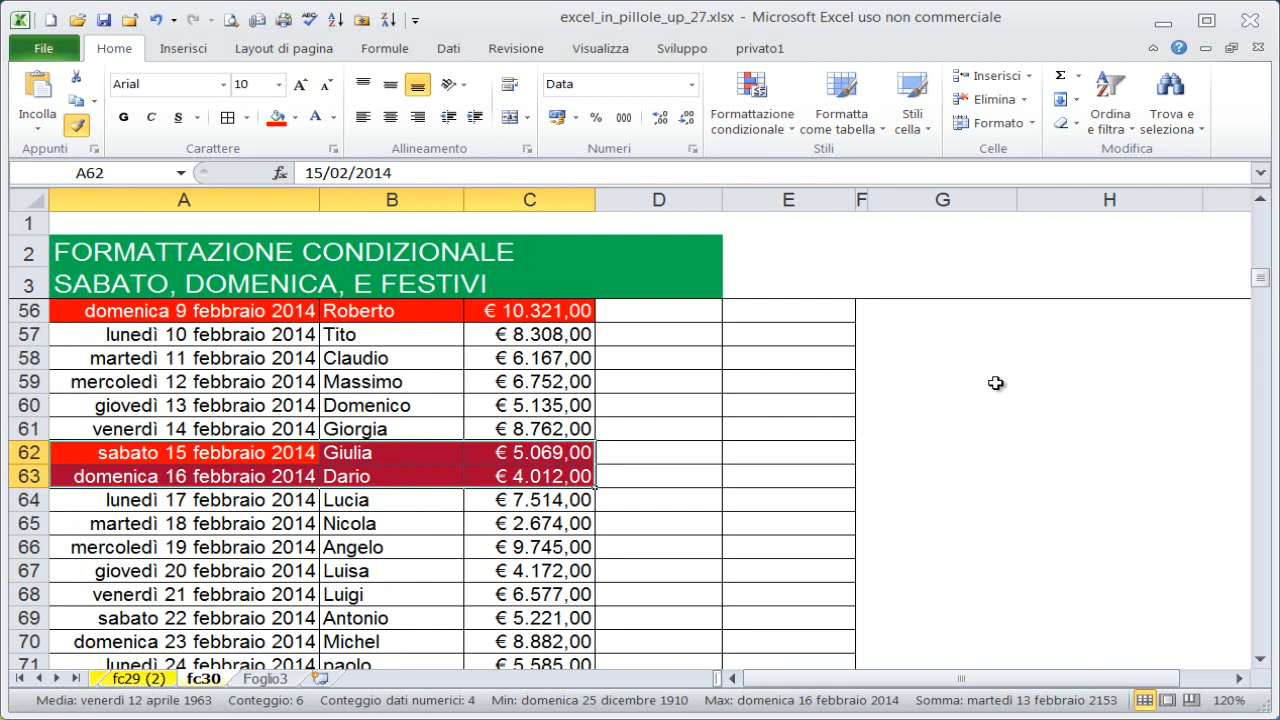 excel_in_pillole_up_27.xlsx - Microsoft Excel uso non commerciale
File Home Inserisci Layout di pagina Formule Dati Revisione Visualizza Sviluppo privato1
Incolla
Appunti
Arial 10
G C S A
Carattere
Allineamento
Data
% 000
Numeri
Formattazione condizionale
Formatta come tabella
Stili cella
Stili
Inserisci
Elimina
Formato
Celle
Σ
Ordina e filtra
Trova e seleziona
Modifica
A62 fx 15/02/2014
A B C D E F G H
1
2 FORMATTAZIONE CONDIZIONALE
3 SABATO, DOMENICA, E FESTIVI
56 domenica 9 febbraio 2014 Roberto € 10.321,00
57 lunedì 10 febbraio 2014 Tito € 8.308,00
58 martedì 11 febbraio 2014 Claudio € 6.167,00
59 mercoledì 12 febbraio 2014 Massimo € 6.752,00
60 giovedì 13 febbraio 2014 Domenico € 5.135,00
61 venerdì 14 febbraio 2014 Giorgia € 8.762,00
62 sabato 15 febbraio 2014 Giulia € 5.069,00
63 domenica 16 febbraio 2014 Dario € 4.012,00
64 lunedì 17 febbraio 2014 Lucia € 7.514,00
65 martedì 18 febbraio 2014 Nicola € 2.674,00
66 mercoledì 19 febbraio 2014 Angelo € 9.745,00
67 giovedì 20 febbraio 2014 Luisa € 4.172,00
68 venerdì 21 febbraio 2014 Luigi € 6.577,00
69 sabato 22 febbraio 2014 Antonio € 5.221,00
70 domenica 23 febbraio 2014 Michel € 8.882,00
71 lunedì 24 febbraio 2014 paolo € 5.585,00
fc29 (2) fc30 Foglio3
Media: venerdì 12 aprile 1963 Conteggio: 6 Conteggio dati numerici: 4 Min: domenica 25 dicembre 1910 Max: domenica 16 febbraio 2014 Somma: martedì 13 febbraio 2153 120%